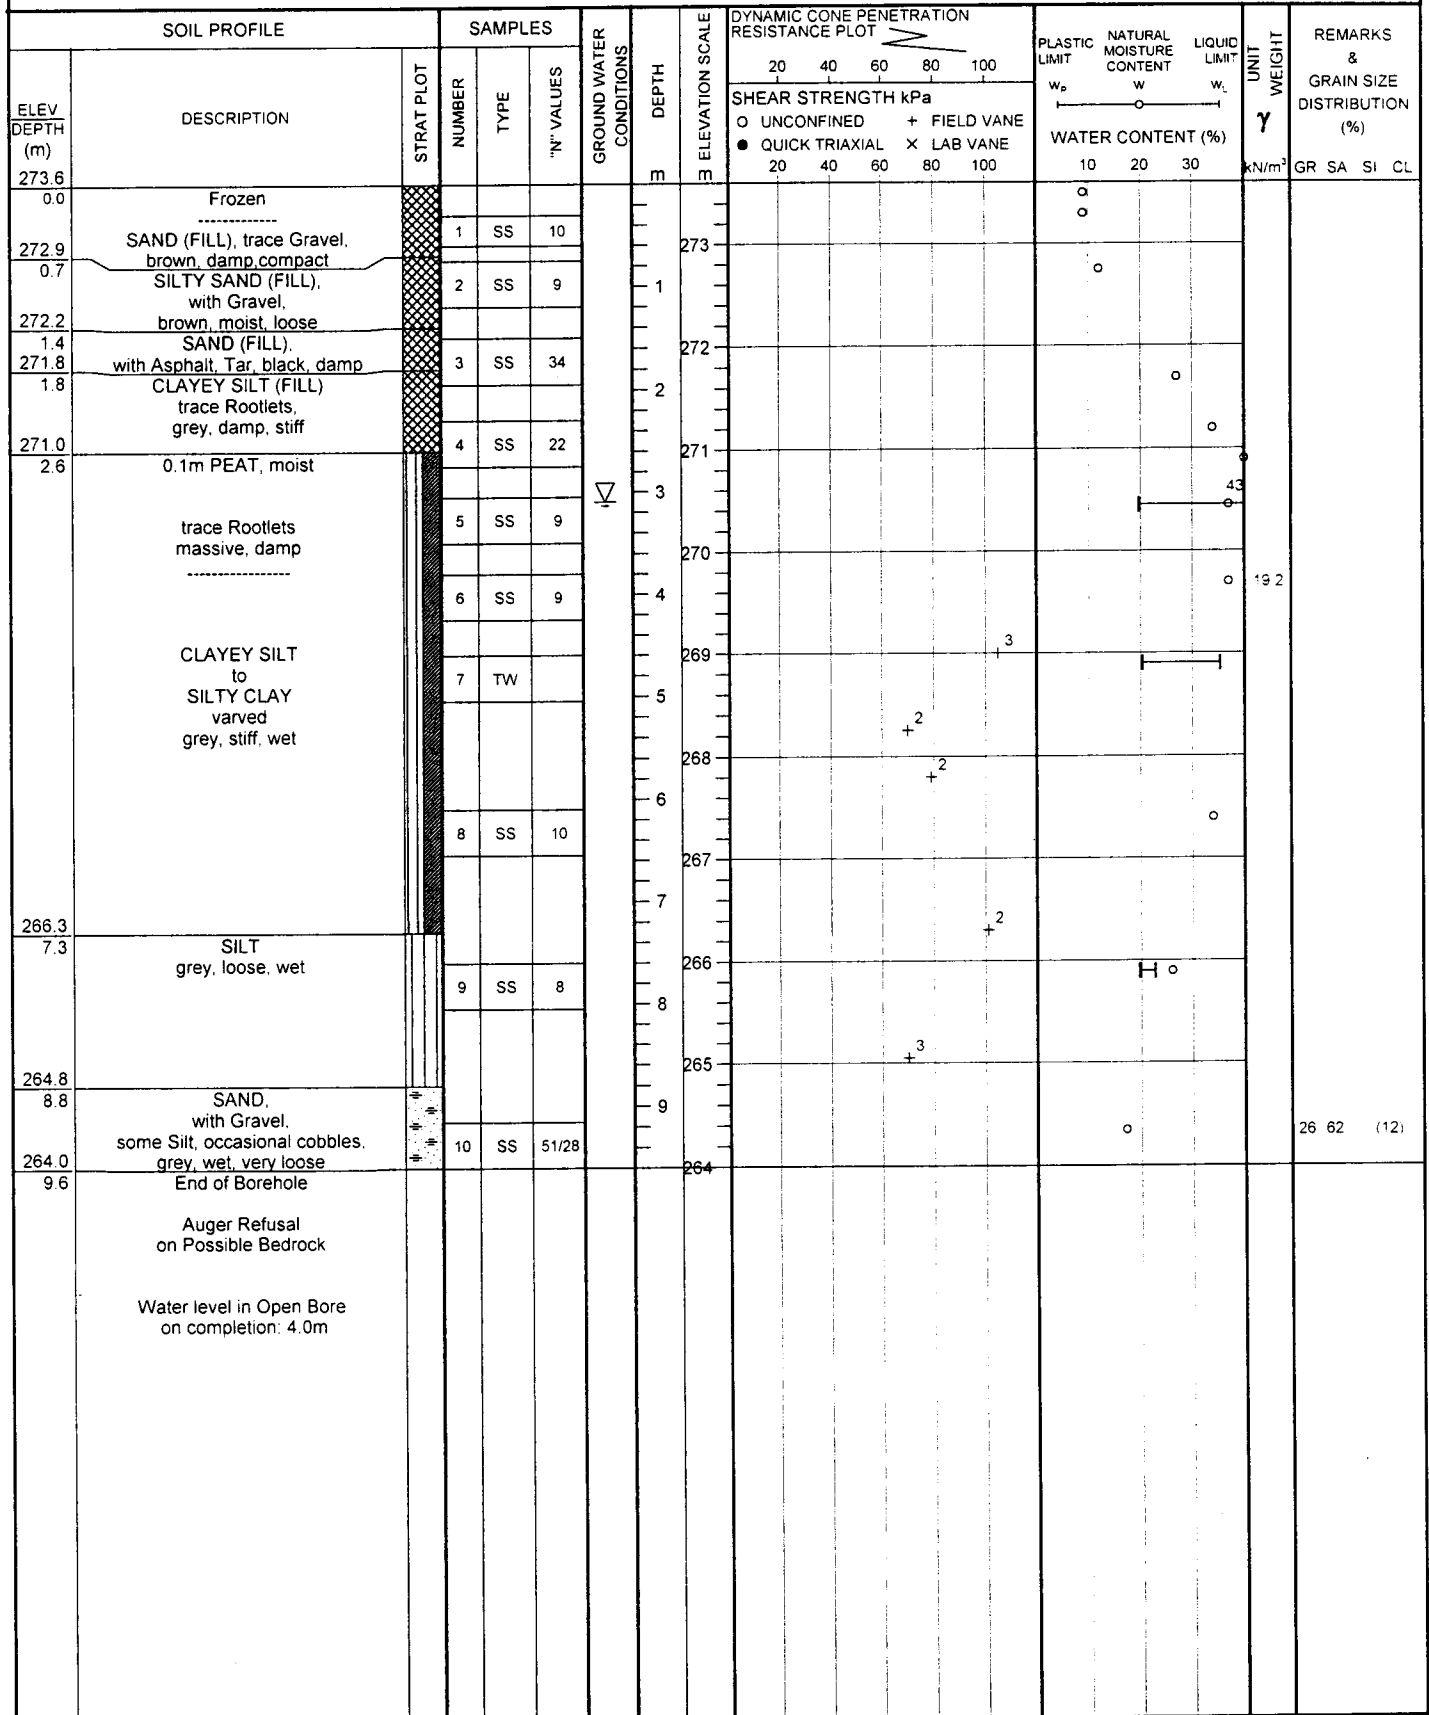 SOIL PROFILE
SAMPLES
GROUND WATER CONDITIONS
DEPTH
m
ELEVATION SCALE
m
DYNAMIC CONE PENETRATION
RESISTANCE PLOT
20 40 60 80 100
SHEAR STRENGTH kPa
O UNCONFINED + FIELD VANE
● QUICK TRIAXIAL × LAB VANE
20 40 60 80 100
PLASTIC LIMIT
NATURAL MOISTURE CONTENT
LIQUID LIMIT
Wp W WL
WATER CONTENT (%)
10 20 30
UNIT WEIGHT
γ
kN/m³
REMARKS
&
GRAIN SIZE
DISTRIBUTION
(%)
GR SA SI CL
ELEV
DEPTH
(m)
DESCRIPTION
STRAT PLOT
NUMBER
TYPE
"N" VALUES
273.6
0.0
Frozen
-------------
SAND (FILL), trace Gravel,
brown, damp,compact
1 SS 10
273
272.9
0.7
SILTY SAND (FILL),
with Gravel,
brown, moist, loose
2 SS 9
1
272.2
1.4
SAND (FILL),
with Asphalt, Tar, black, damp
3 SS 34
272
271.8
1.8
CLAYEY SILT (FILL)
trace Rootlets,
grey, damp, stiff
2
4 SS 22
271
271.0
2.6
0.1m PEAT, moist
3
43
trace Rootlets
massive, damp
----------------
5 SS 9
270
6 SS 9
4
19.2
CLAYEY SILT
to
SILTY CLAY
varved
grey, stiff, wet
269
3
7 TW
5
2
268
2
6
8 SS 10
267
7
2
266.3
7.3
SILT
grey, loose, wet
266
9 SS 8
8
3
265
264.8
8.8
SAND,
with Gravel,
some Silt, occasional cobbles,
grey, wet, very loose
9
10 SS 51/28
26 62 (12)
264.0
264
9.6
End of Borehole
Auger Refusal
on Possible Bedrock
Water level in Open Bore
on completion: 4.0m